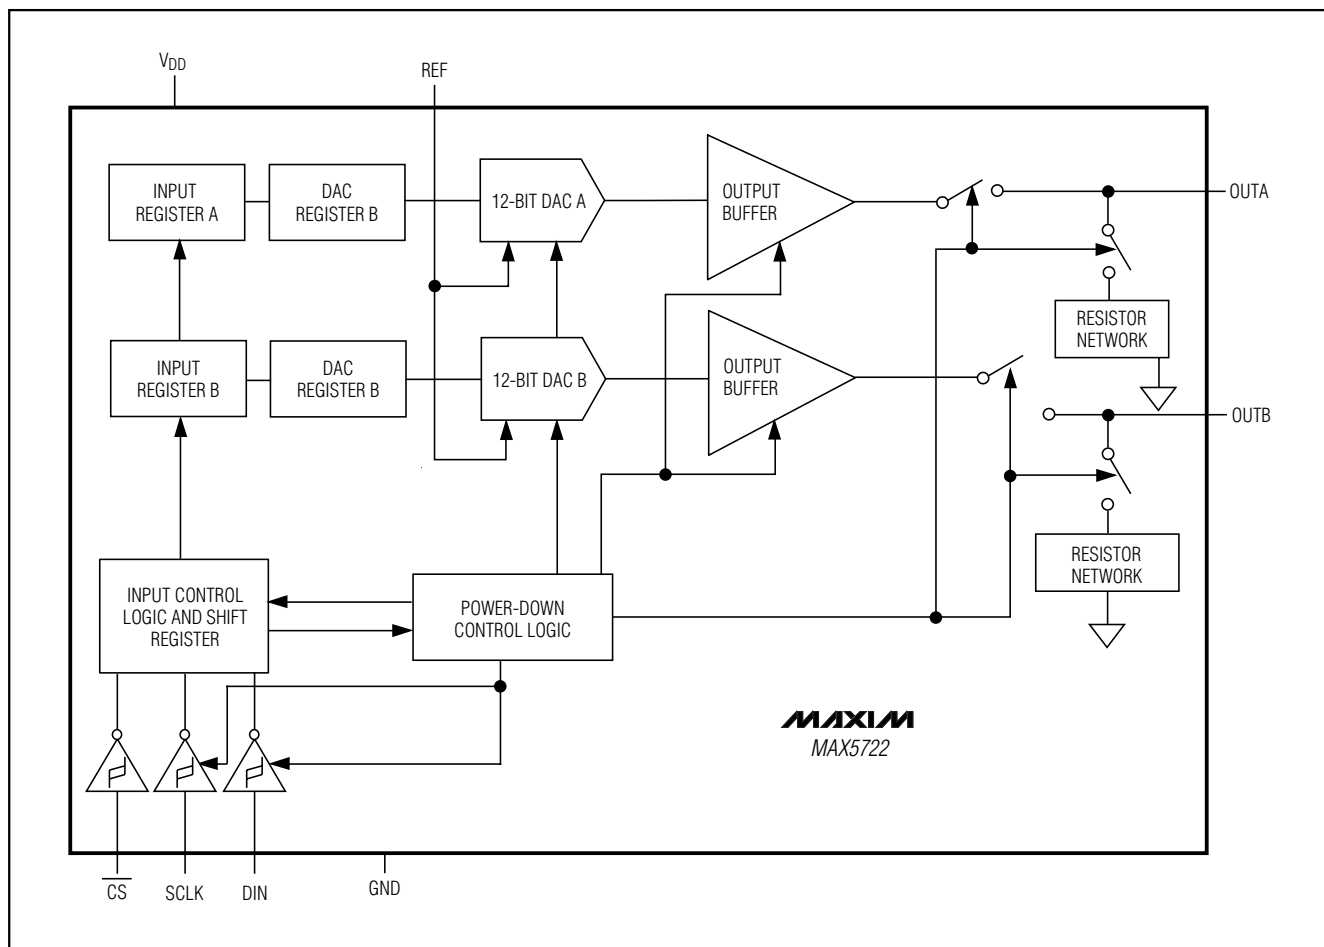 VDD
REF
INPUT
REGISTER A
DAC
REGISTER B
12-BIT DAC A
OUTPUT
BUFFER
OUTA
RESISTOR
NETWORK
INPUT
REGISTER B
DAC
REGISTER B
12-BIT DAC B
OUTPUT
BUFFER
OUTB
RESISTOR
NETWORK
INPUT CONTROL
LOGIC AND SHIFT
REGISTER
POWER-DOWN
CONTROL LOGIC
MAXIM
MAX5722
CS
SCLK
DIN
GND